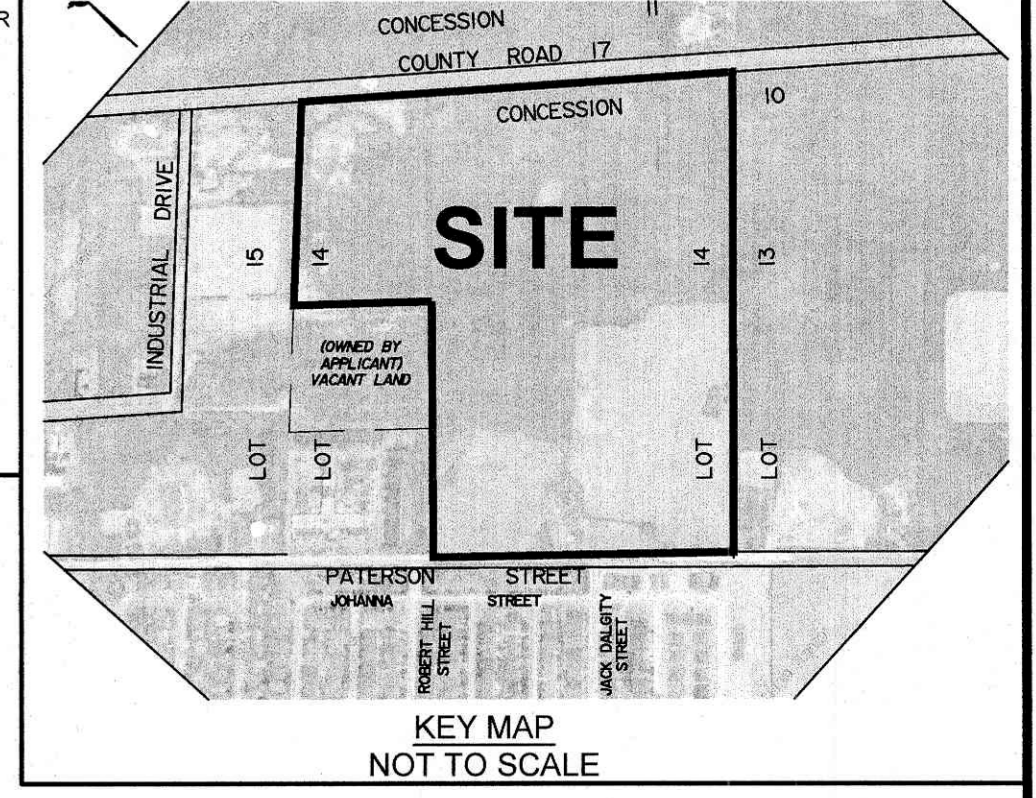 R
CONCESSION 11
COUNTY ROAD 17
CONCESSION 10
INDUSTRIAL DRIVE
15
14
SITE
14
13
(OWNED BY
APPLICANT)
VACANT LAND
LOT
LOT
LOT
LOT
PATERSON STREET
JOHANNA STREET
ROBERT HILL
STREET
JACK DALGITY
STREET
KEY MAP
NOT TO SCALE